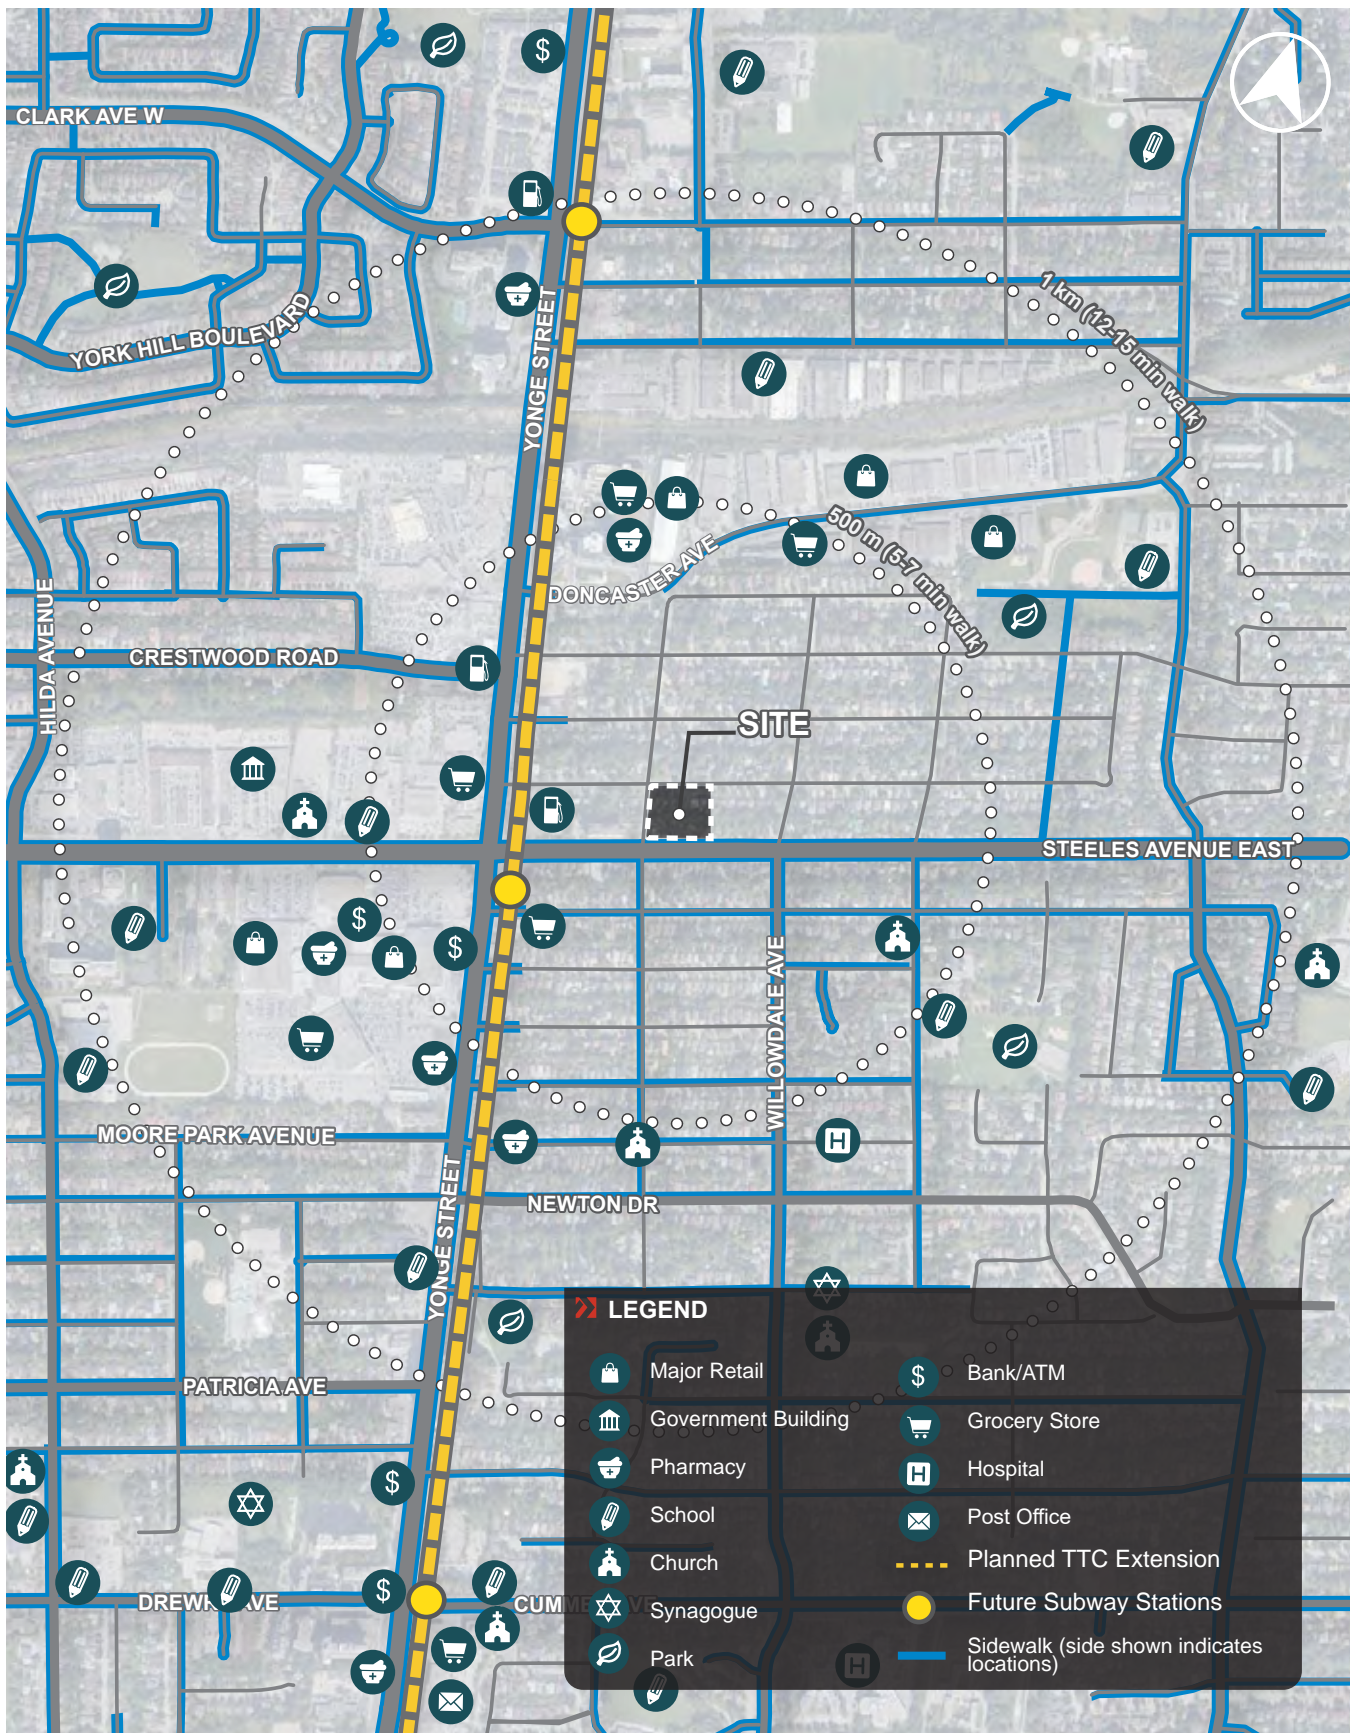 CLARK AVE W
1 km (12-15 min walk)
YORK HILL BOULEVARD
YONGE STREET
500 m (5-7 min walk)
DONCASTER AVE
HILDA AVENUE
CRESTWOOD ROAD
SITE
STEELES AVENUE EAST
WILLOWDALE AVE
MOORE PARK AVENUE
YONGE STREET
NEWTON DR
LEGEND
Major Retail
Government Building
Pharmacy
School
Church
Synagogue
Park
$ Bank/ATM
Grocery Store
H Hospital
Post Office
Planned TTC Extension
Future Subway Stations
Sidewalk (side shown indicates
locations)
PATRICIA AVE
DREWRY AVE